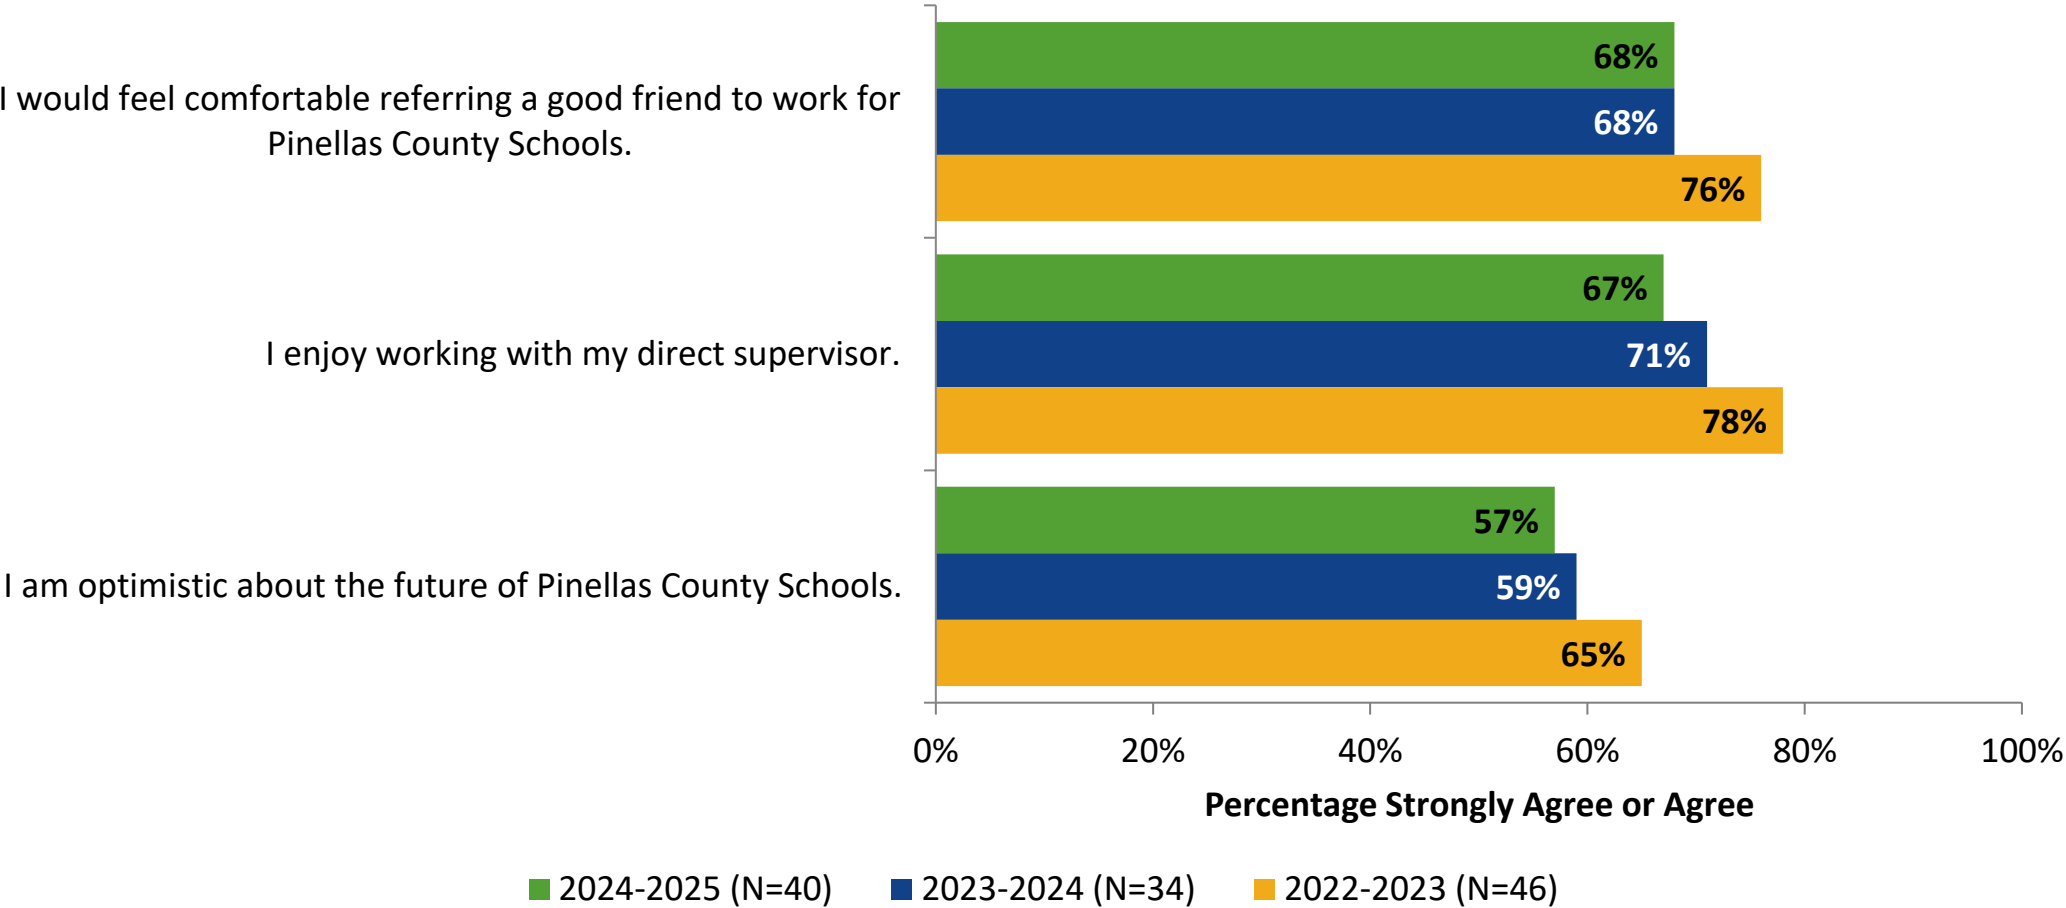 68%
I would feel comfortable referring a good friend to work for
Pinellas County Schools.
68%
76%
67%
I enjoy working with my direct supervisor.
71%
78%
57%
I am optimistic about the future of Pinellas County Schools.
59%
65%
0% 20% 40% 60% 80% 100%
Percentage Strongly Agree or Agree
2024-2025 (N=40) 2023-2024 (N=34) 2022-2023 (N=46)